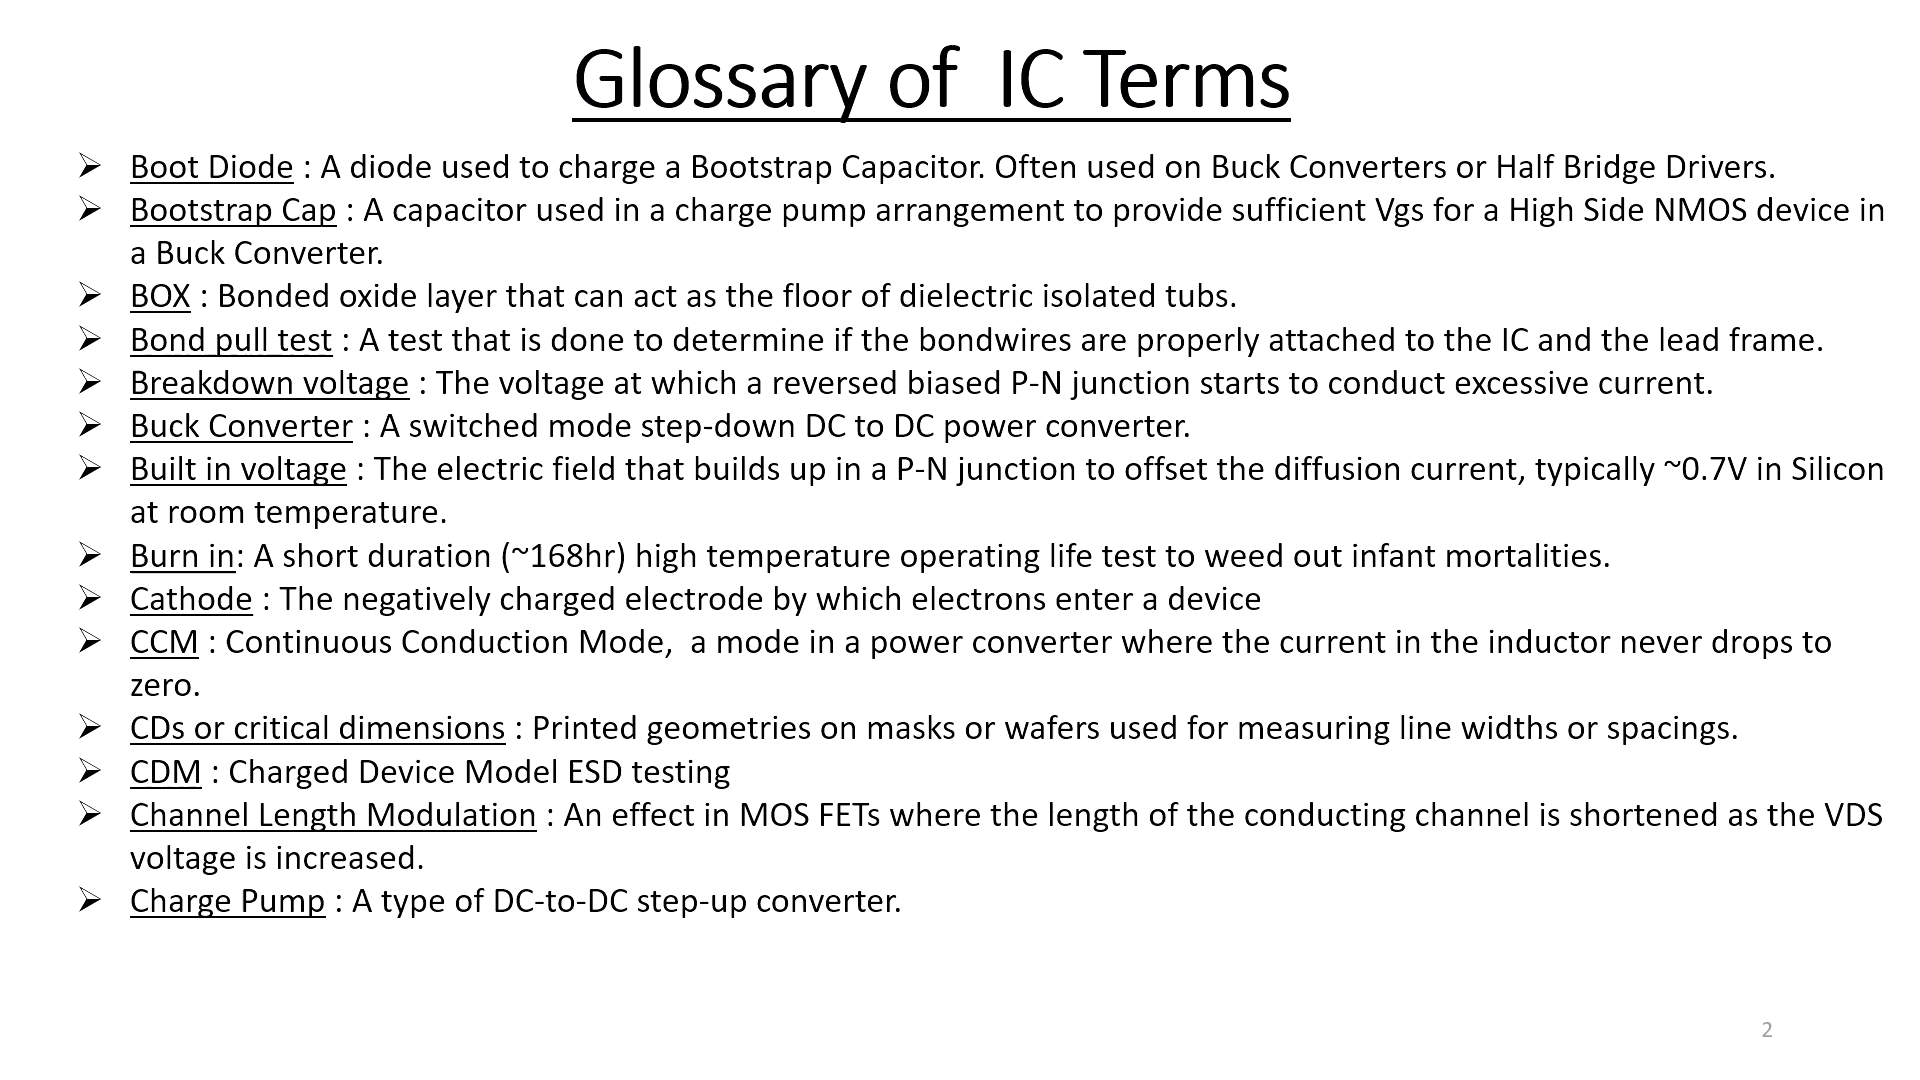 Glossary of  IC Terms
➢ Boot Diode : A diode used to charge a Bootstrap Capacitor. Often used on Buck Converters or Half Bridge Drivers.
➢ Bootstrap Cap : A capacitor used in a charge pump arrangement to provide sufficient Vgs for a High Side NMOS device in
a Buck Converter.
➢ BOX : Bonded oxide layer that can act as the floor of dielectric isolated tubs.
➢ Bond pull test : A test that is done to determine if the bondwires are properly attached to the IC and the lead frame.
➢ Breakdown voltage : The voltage at which a reversed biased P-N junction starts to conduct excessive current.
➢ Buck Converter : A switched mode step-down DC to DC power converter.
➢ Built in voltage : The electric field that builds up in a P-N junction to offset the diffusion current, typically ~0.7V in Silicon
at room temperature.
➢ Burn in: A short duration (~168hr) high temperature operating life test to weed out infant mortalities.
➢ Cathode : The negatively charged electrode by which electrons enter a device
➢ CCM : Continuous Conduction Mode,  a mode in a power converter where the current in the inductor never drops to
zero.
➢ CDs or critical dimensions : Printed geometries on masks or wafers used for measuring line widths or spacings.
➢ CDM : Charged Device Model ESD testing
➢ Channel Length Modulation : An effect in MOS FETs where the length of the conducting channel is shortened as the VDS
voltage is increased.
➢ Charge Pump : A type of DC-to-DC step-up converter.
2